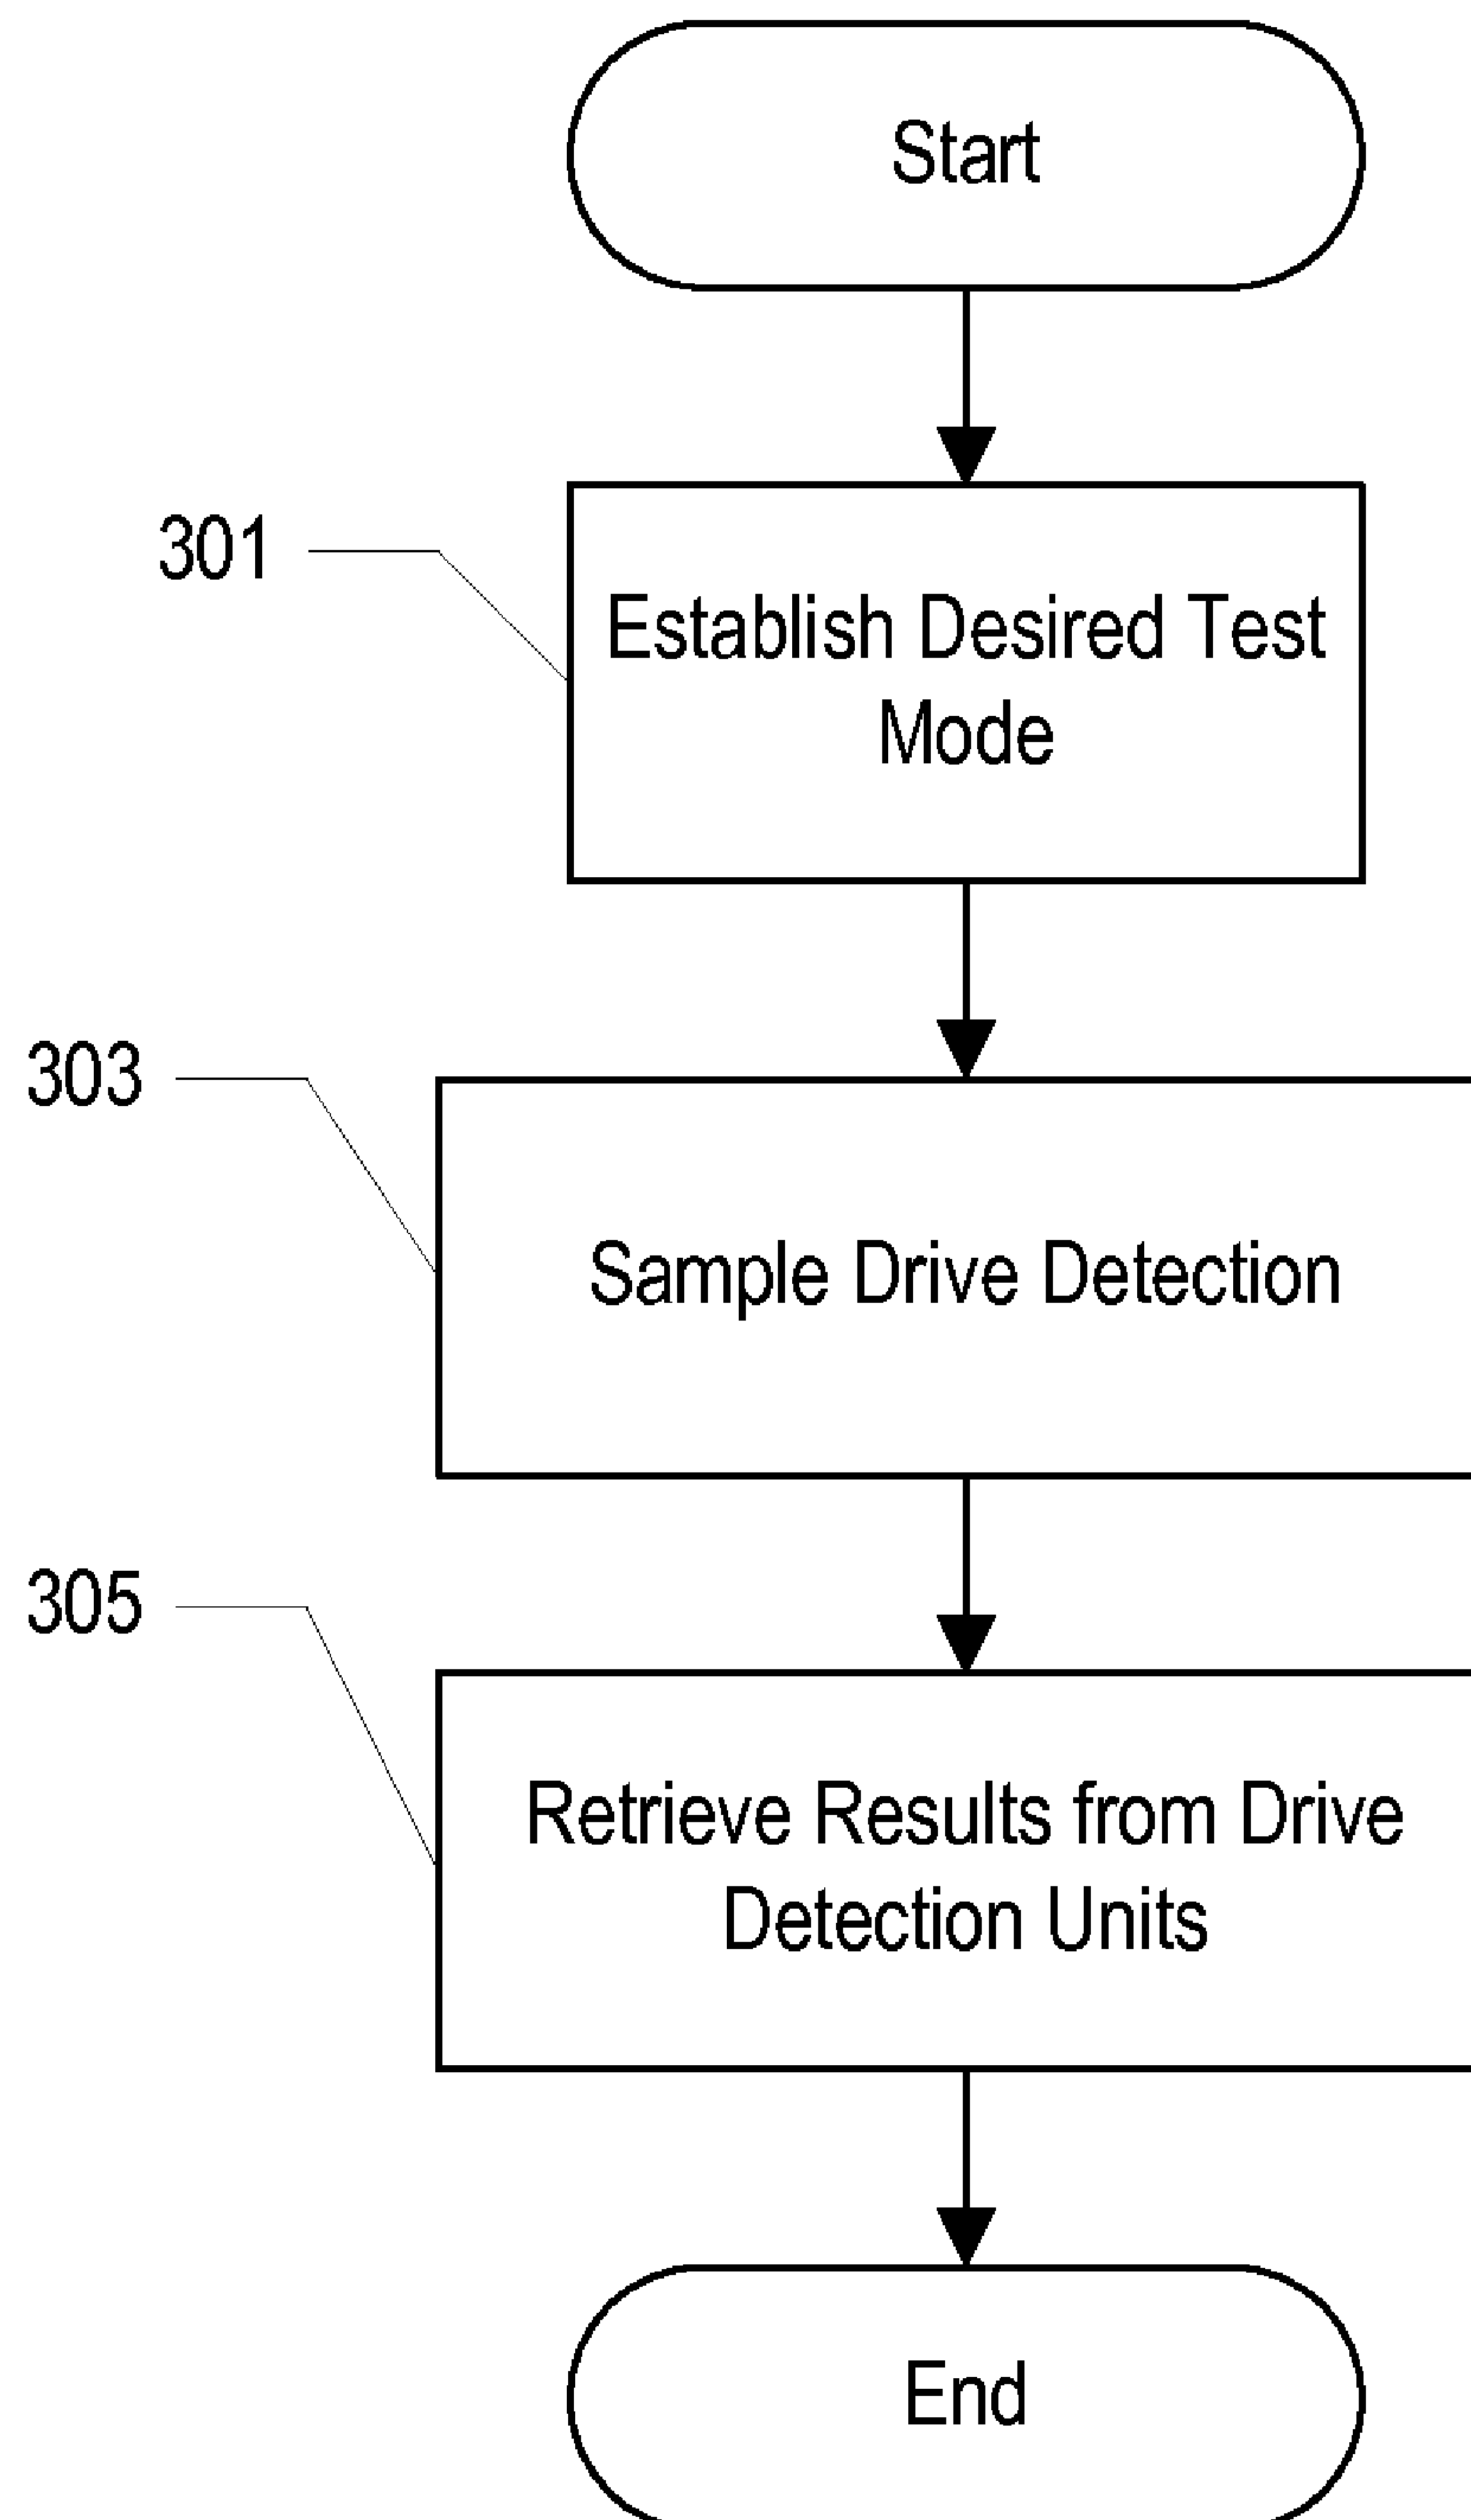 Start
301
Establish Desired Test
Mode
303
Sample Drive Detection
305
Retrieve Results from Drive
Detection Units
End